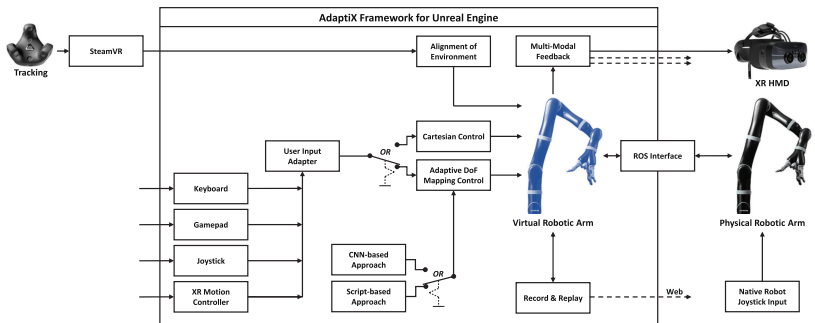 AdaptiX Framework for Unreal Engine
Tracking
SteamVR
Alignment of
Environment
Multi-Modal
Feedback
XR HMD
User Input
Adapter
OR
Cartesian Control
Adaptive DoF
Mapping Control
ROS Interface
Keyboard
Gamepad
Joystick
XR Motion
Controller
Virtual Robotic Arm
Physical Robotic Arm
CNN-based
Approach
OR
Script-based
Approach
Record & Replay
Web
Native Robot
Joystick Input